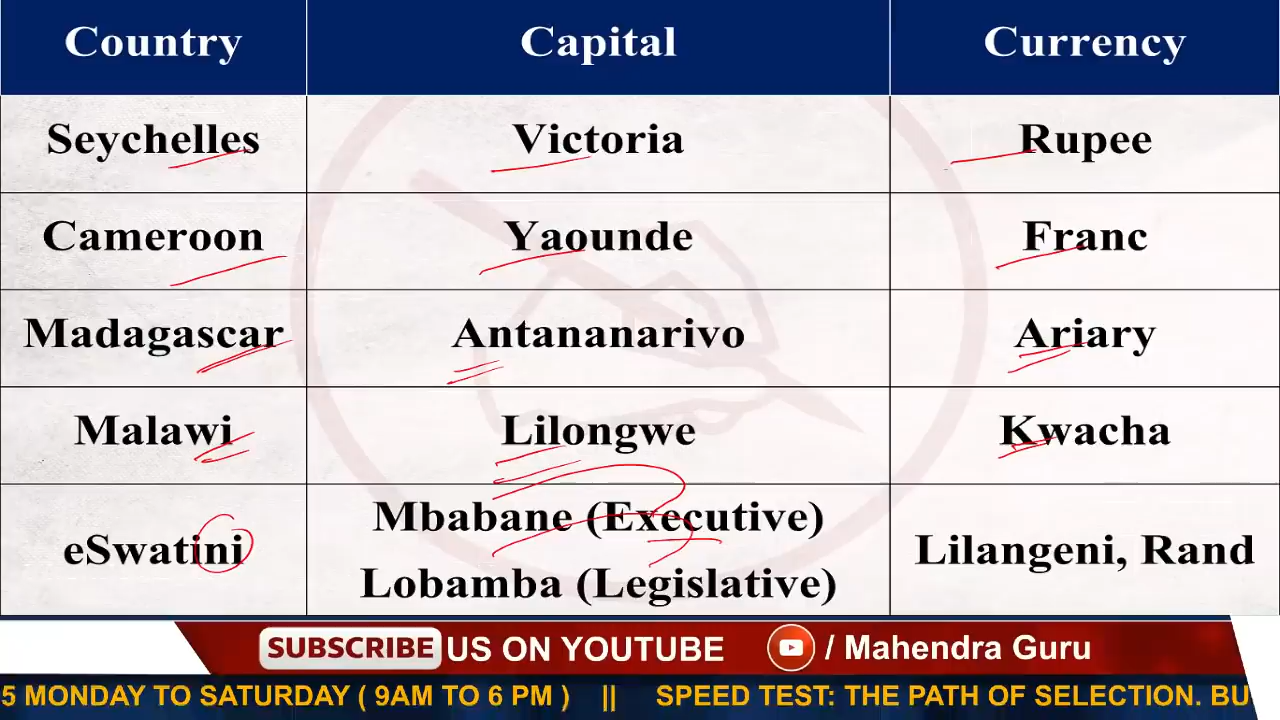 Country Capital Currency
Seychelles Victoria Rupee
Cameroon Yaounde Franc
Madagascar Antananarivo Ariary
Malawi Lilongwe Kwacha
eSwatini Mbabane (Executive) Lilangeni, Rand
Lobamba (Legislative)
SUBSCRIBE US ON YOUTUBE / Mahendra Guru
5 MONDAY TO SATURDAY ( 9AM TO 6 PM ) || SPEED TEST: THE PATH OF SELECTION. BU